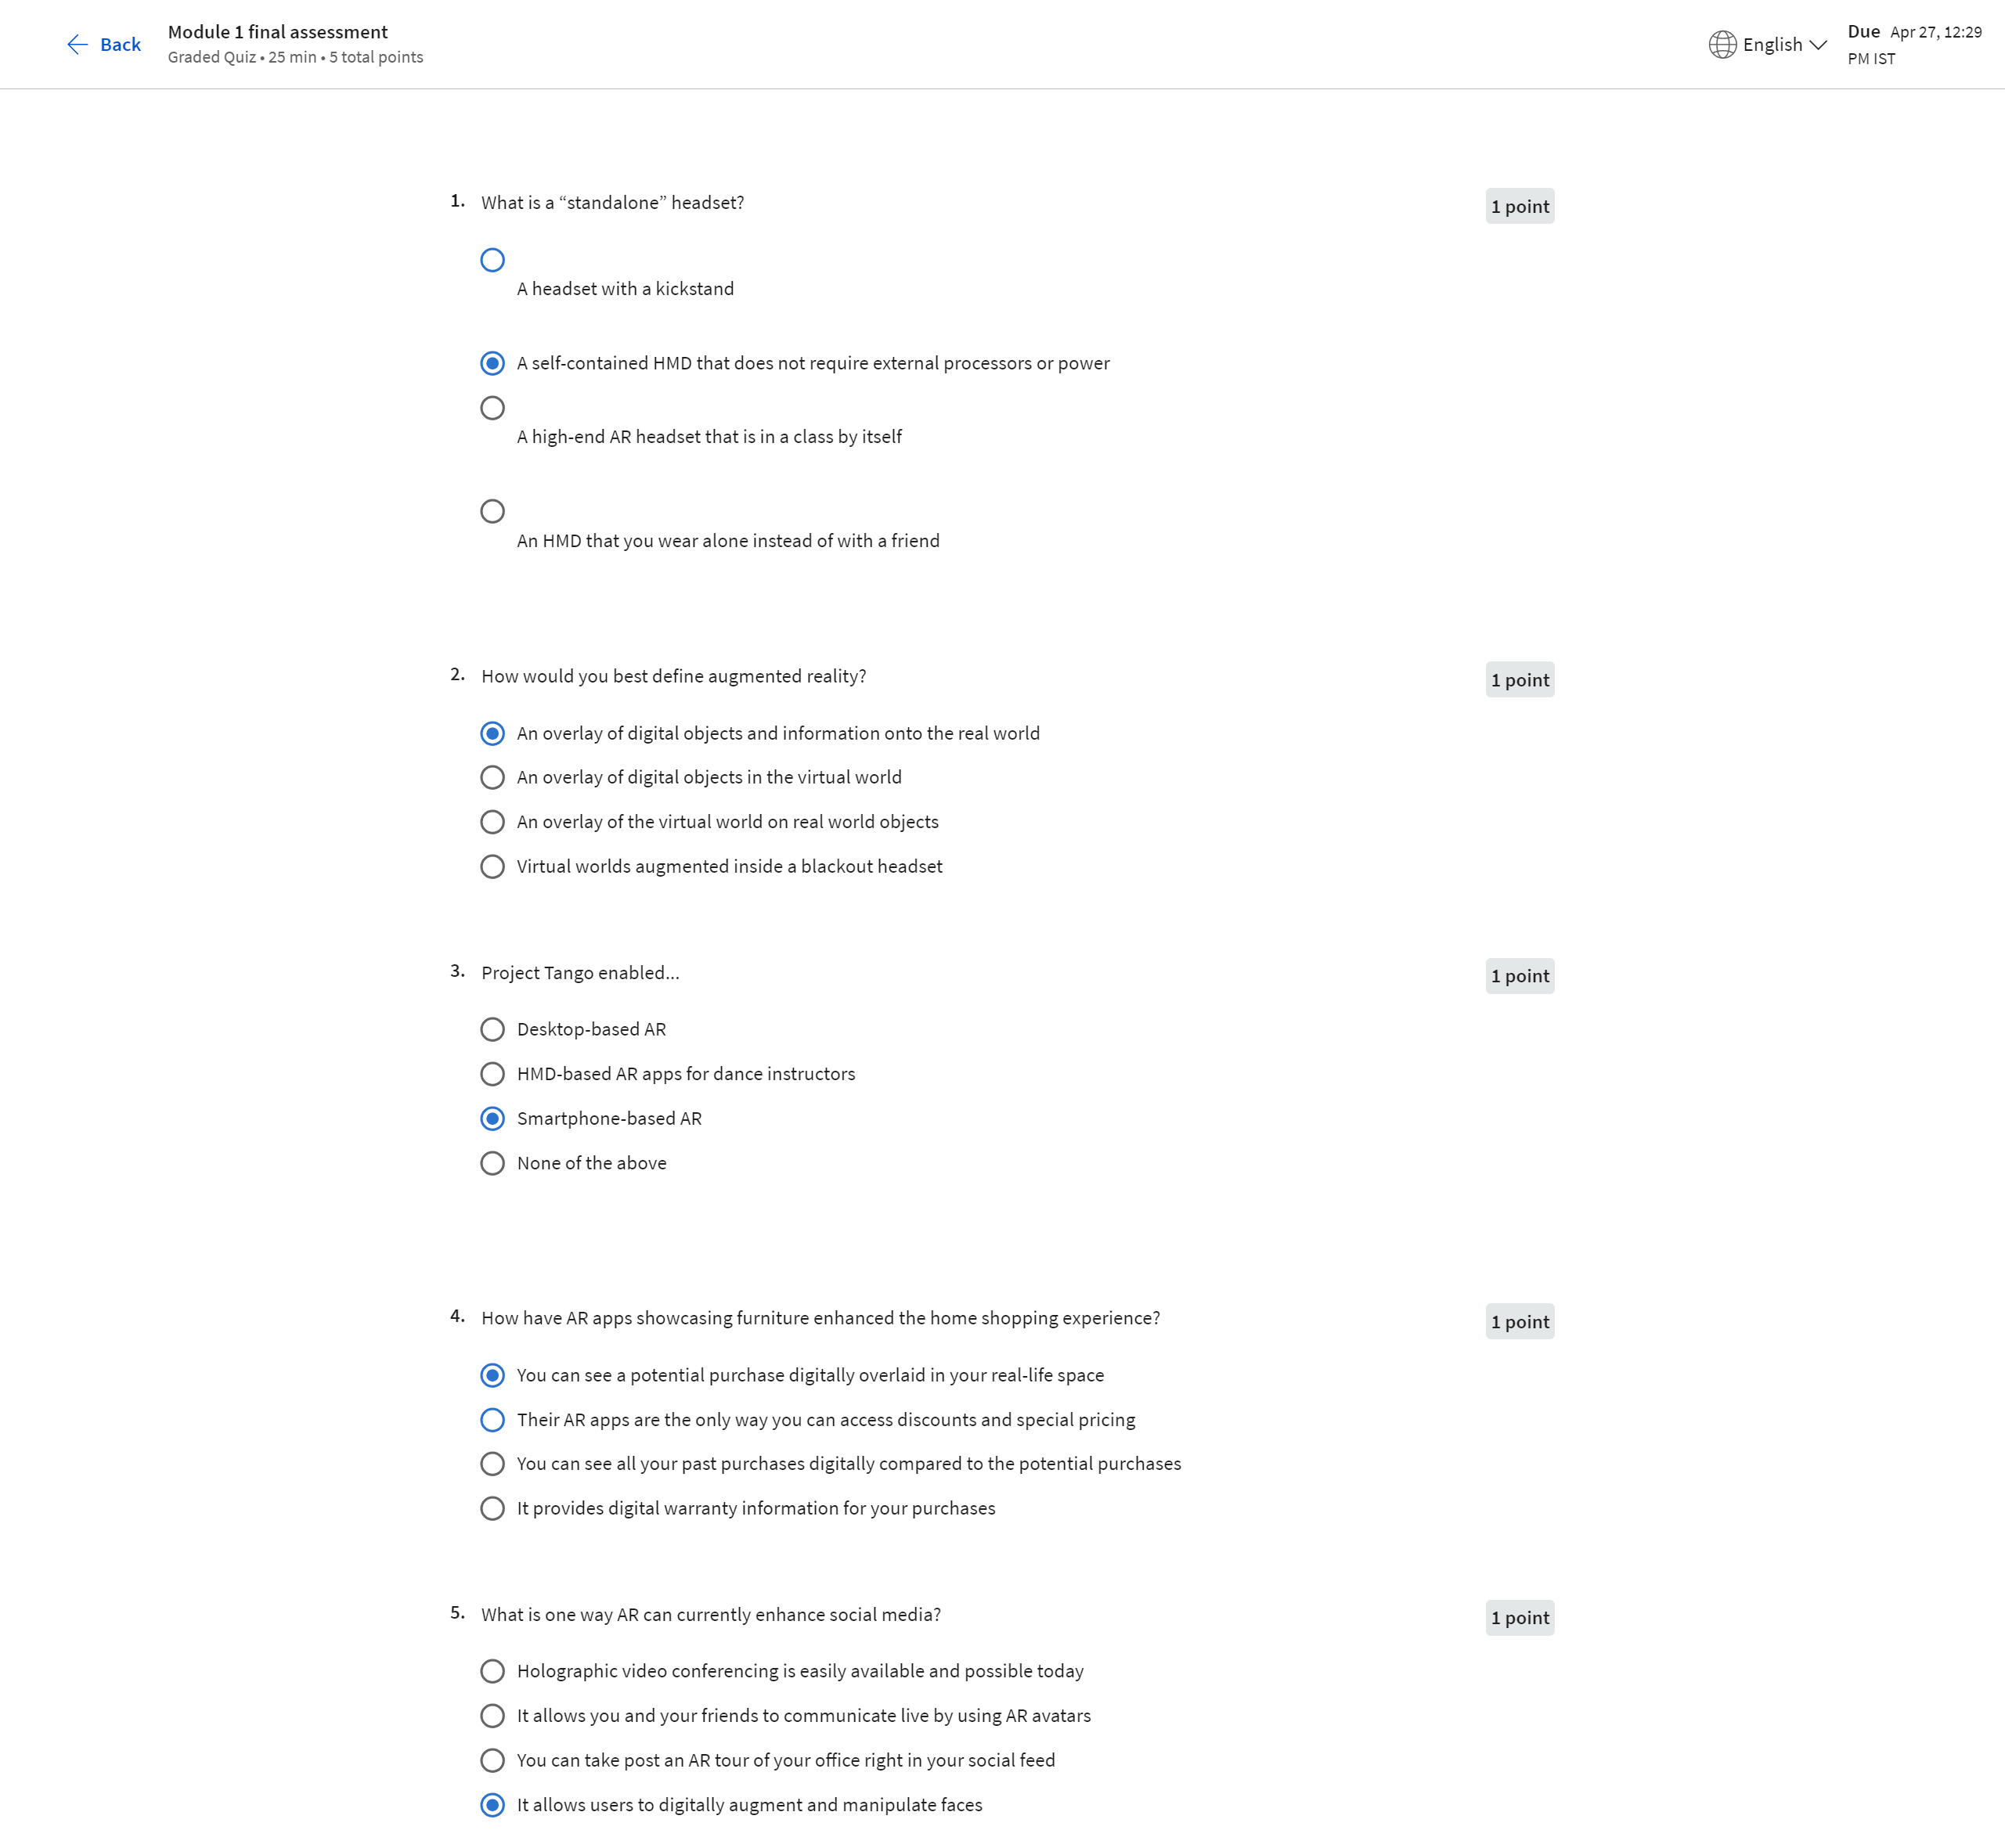 Back
Module 1 final assessment
Graded Quiz • 25 min • 5 total points
English
Due Apr 27, 12:29
PM IST
1. What is a “standalone” headset?
1 point
A headset with a kickstand
A self-contained HMD that does not require external processors or power
A high-end AR headset that is in a class by itself
An HMD that you wear alone instead of with a friend
2. How would you best define augmented reality?
1 point
An overlay of digital objects and information onto the real world
An overlay of digital objects in the virtual world
An overlay of the virtual world on real world objects
Virtual worlds augmented inside a blackout headset
3. Project Tango enabled...
1 point
Desktop-based AR
HMD-based AR apps for dance instructors
Smartphone-based AR
None of the above
4. How have AR apps showcasing furniture enhanced the home shopping experience?
1 point
You can see a potential purchase digitally overlaid in your real-life space
Their AR apps are the only way you can access discounts and special pricing
You can see all your past purchases digitally compared to the potential purchases
It provides digital warranty information for your purchases
5. What is one way AR can currently enhance social media?
1 point
Holographic video conferencing is easily available and possible today
It allows you and your friends to communicate live by using AR avatars
You can take post an AR tour of your office right in your social feed
It allows users to digitally augment and manipulate faces